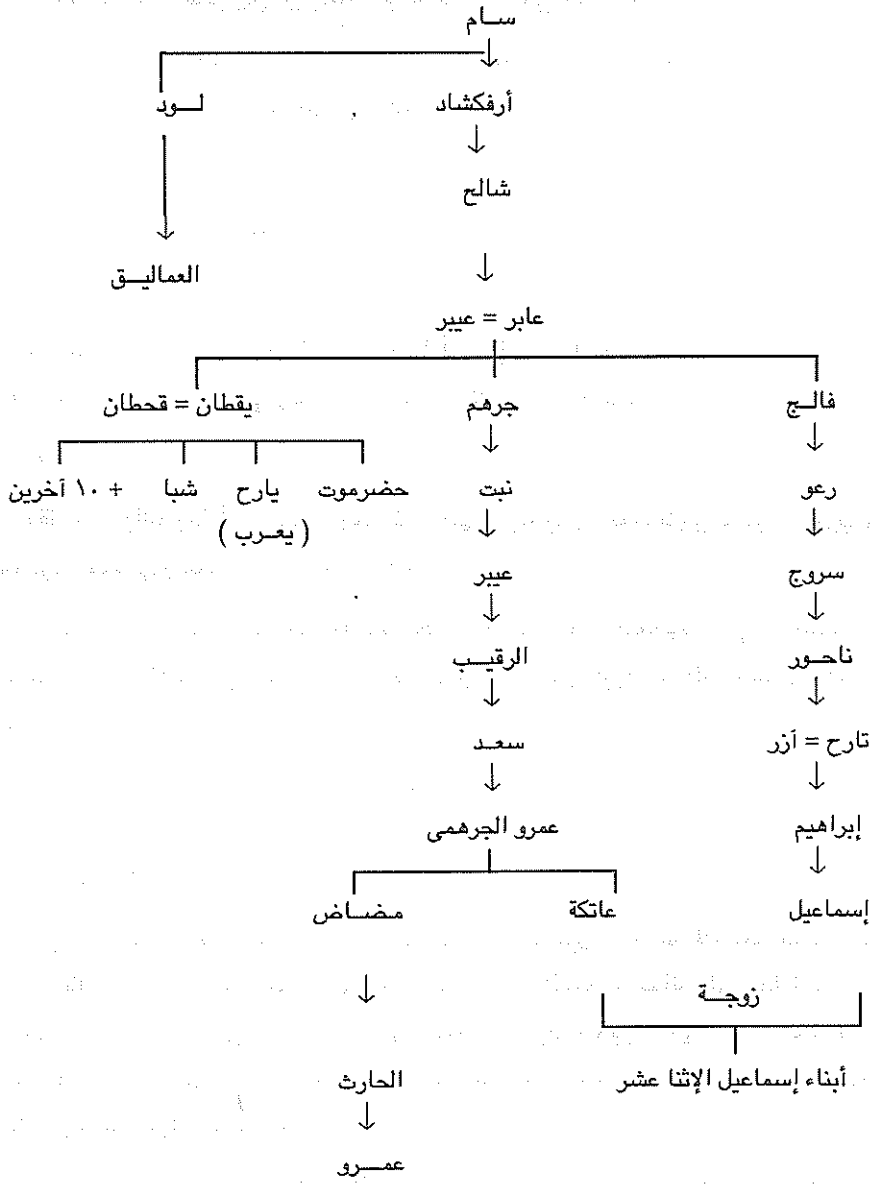 سام
أرفكشاد لود
شالح
العماليق
عابر = عيبر
فالج جرهم يقطان = قحطان
رعو نبت حضرموت يارح شبا + ١٠ آخرين
( يعرب )
سروج عيبر
ناحور الرقيب
تارح = آزر سعد
إبراهيم عمرو الجرهمى
إسماعيل عاتكة مضاض
زوجة
أبناء إسماعيل الإثنا عشر الحارث
عمرو